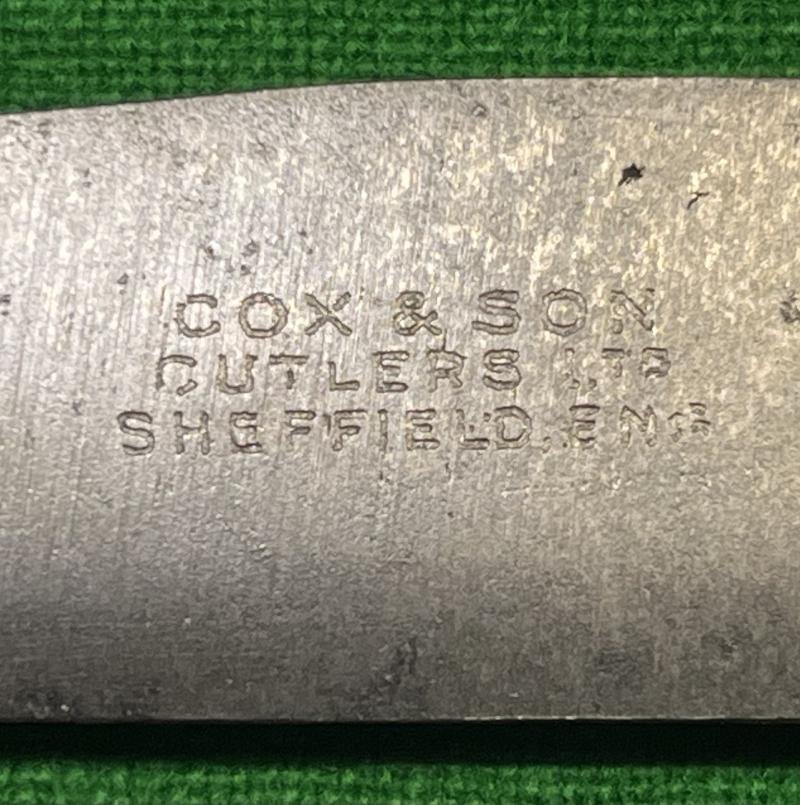 COX & SON
CUTLERS LTD
SHEFFIELD.ENG